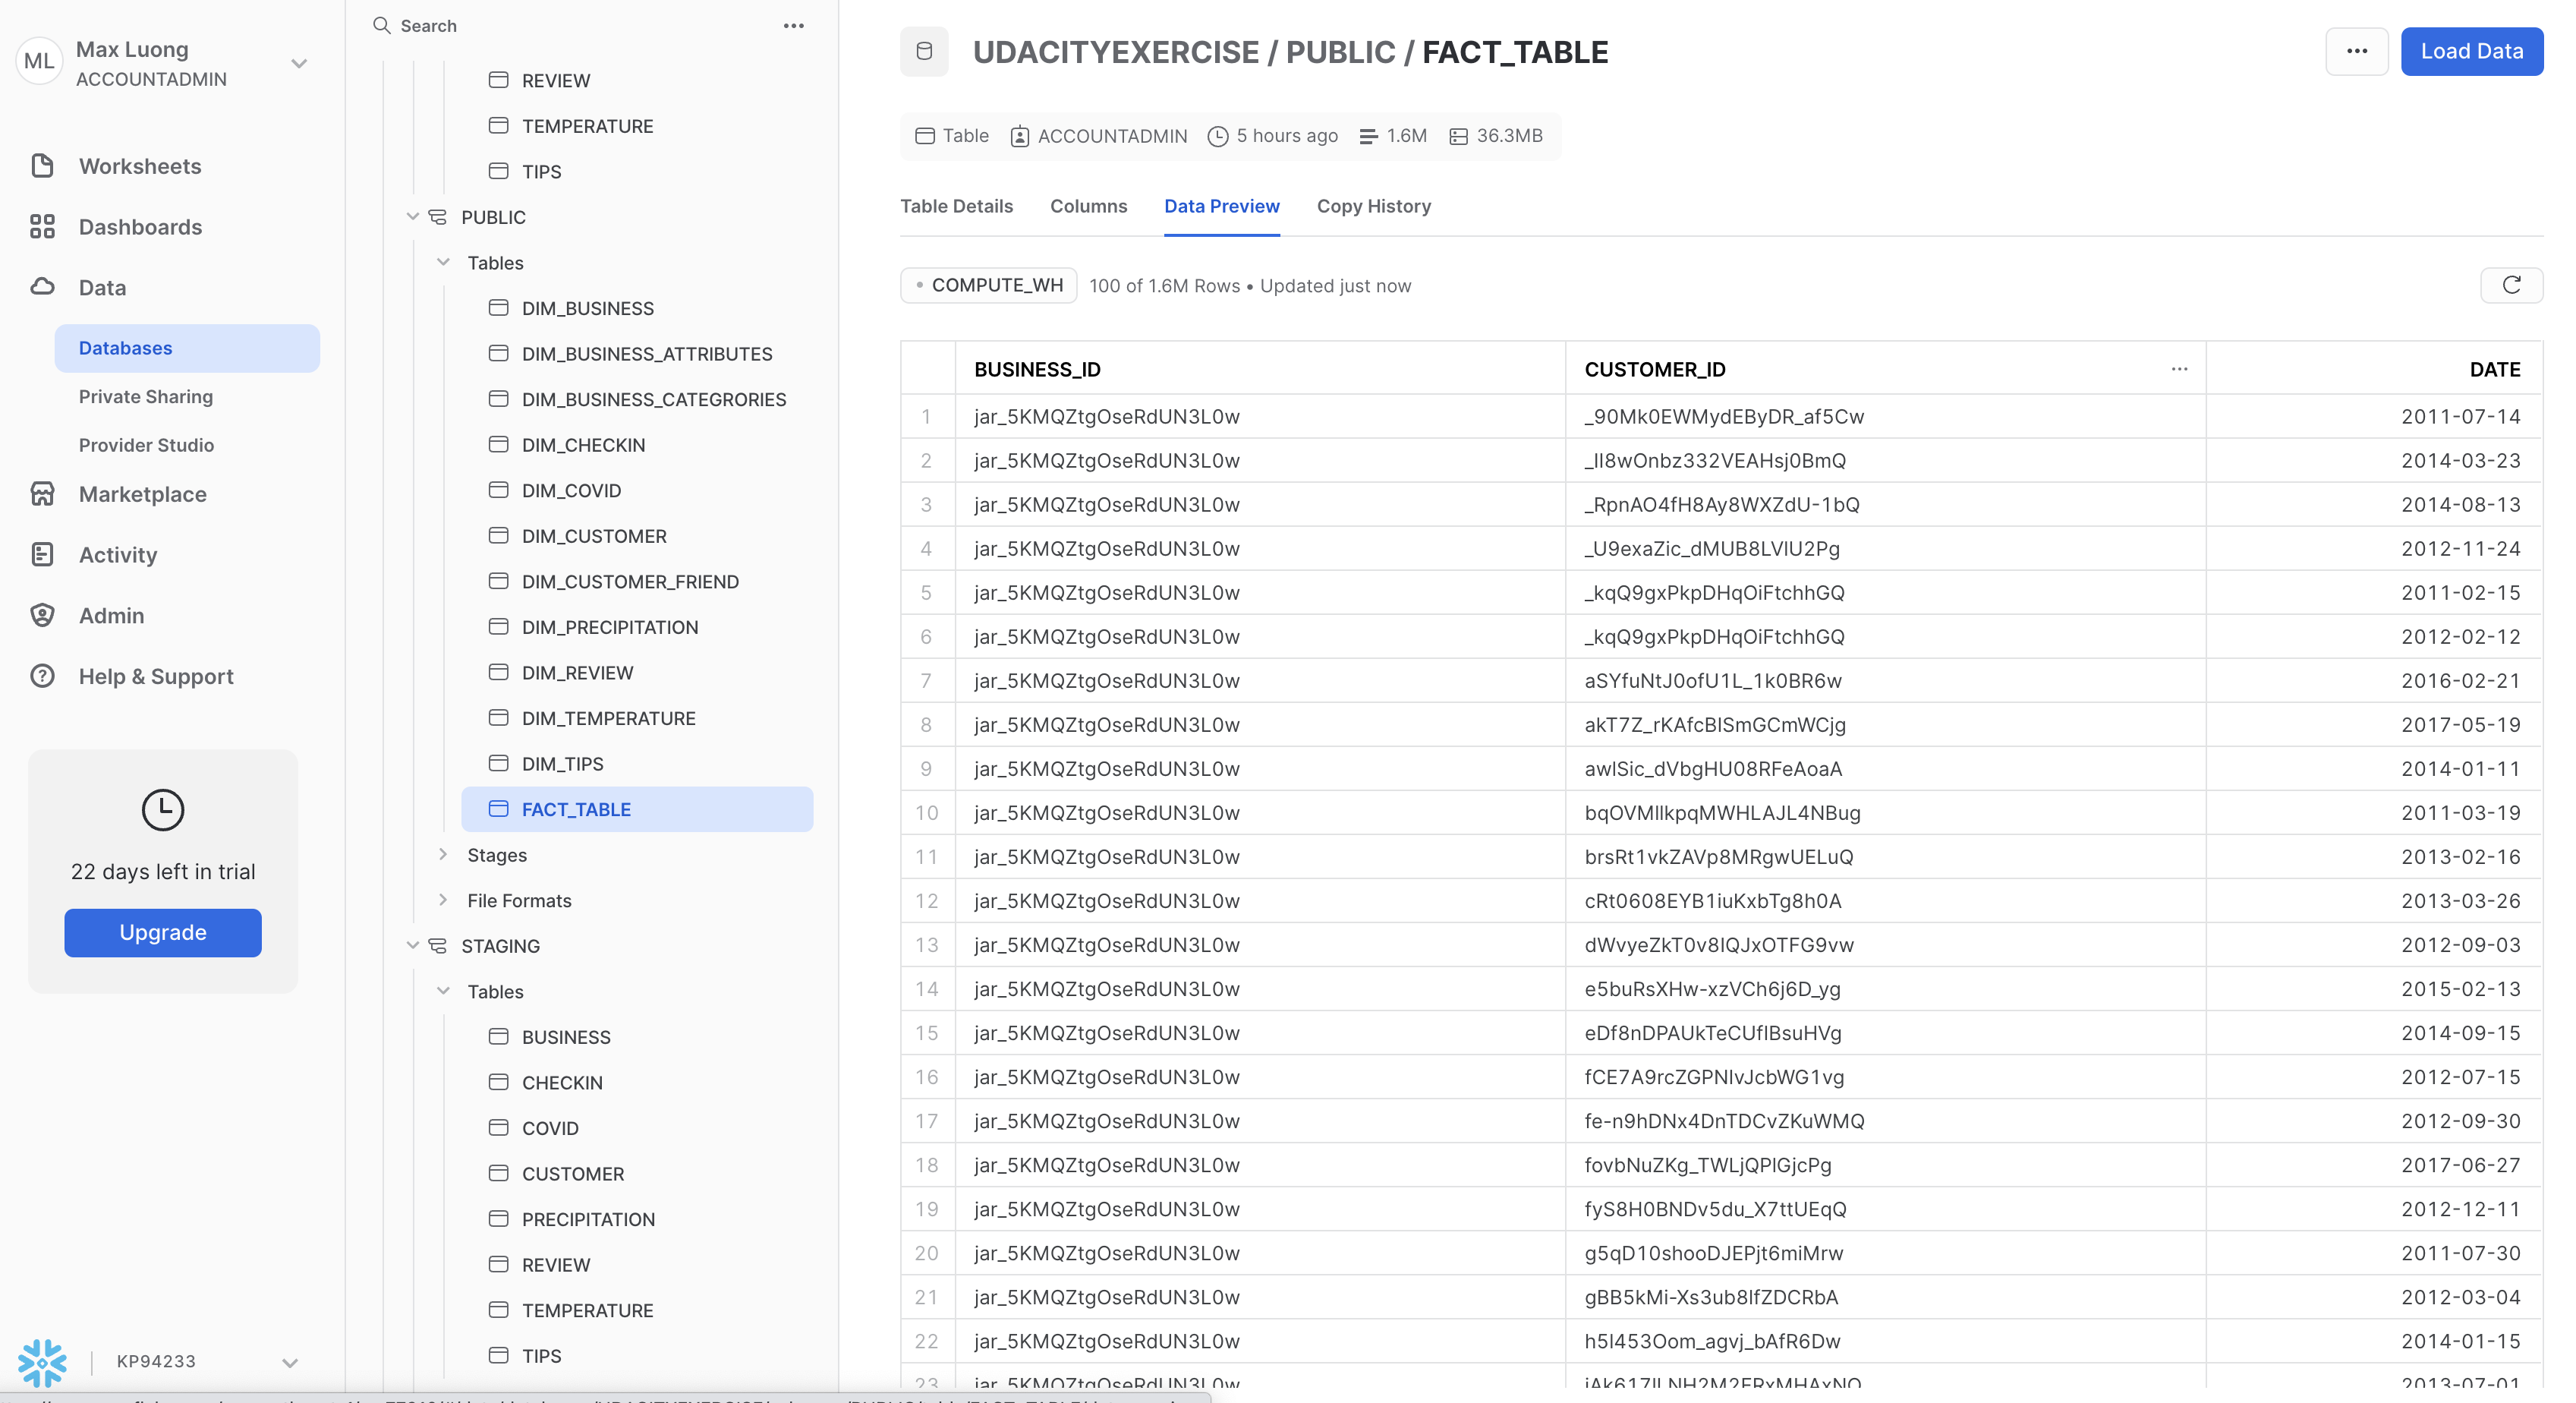 ML
Max Luong
ACCOUNTADMIN
Worksheets
Dashboards
Data
Databases
Private Sharing
Provider Studio
Marketplace
Activity
Admin
Help & Support
22 days left in trial
Upgrade
KP94233
Search
REVIEW
TEMPERATURE
TIPS
PUBLIC
Tables
DIM_BUSINESS
DIM_BUSINESS_ATTRIBUTES
DIM_BUSINESS_CATEGRORIES
DIM_CHECKIN
DIM_COVID
DIM_CUSTOMER
DIM_CUSTOMER_FRIEND
DIM_PRECIPITATION
DIM_REVIEW
DIM_TEMPERATURE
DIM_TIPS
FACT_TABLE
Stages
File Formats
STAGING
Tables
BUSINESS
CHECKIN
COVID
CUSTOMER
PRECIPITATION
REVIEW
TEMPERATURE
TIPS
UDACITYEXERCISE / PUBLIC / FACT_TABLE
Load Data
Table ACCOUNTADMIN 5 hours ago 1.6M 36.3MB
Table Details Columns Data Preview Copy History
COMPUTE_WH 100 of 1.6M Rows • Updated just now
BUSINESS_ID CUSTOMER_ID DATE
1 jar_5KMQZtgOseRdUN3L0w _90Mk0EWMydEByDR_af5Cw 2011-07-14
2 jar_5KMQZtgOseRdUN3L0w _II8wOnbz332VEAHsj0BmQ 2014-03-23
3 jar_5KMQZtgOseRdUN3L0w _RpnAO4fH8Ay8WXZdU-1bQ 2014-08-13
4 jar_5KMQZtgOseRdUN3L0w _U9exaZic_dMUB8LVlU2Pg 2012-11-24
5 jar_5KMQZtgOseRdUN3L0w _kqQ9gxPkpDHqOiFtchhGQ 2011-02-15
6 jar_5KMQZtgOseRdUN3L0w _kqQ9gxPkpDHqOiFtchhGQ 2012-02-12
7 jar_5KMQZtgOseRdUN3L0w aSYfuNtJ0ofU1L_1k0BR6w 2016-02-21
8 jar_5KMQZtgOseRdUN3L0w akT7Z_rKAfcBISmGCmWCjg 2017-05-19
9 jar_5KMQZtgOseRdUN3L0w awlSic_dVbgHU08RFeAoaA 2014-01-11
10 jar_5KMQZtgOseRdUN3L0w bqOVMllkpqMWHLAJL4NBug 2011-03-19
11 jar_5KMQZtgOseRdUN3L0w brsRt1vkZAVp8MRgwUELuQ 2013-02-16
12 jar_5KMQZtgOseRdUN3L0w cRt0608EYB1iuKxbTg8h0A 2013-03-26
13 jar_5KMQZtgOseRdUN3L0w dWvyeZkT0v8IQJxOTFG9vw 2012-09-03
14 jar_5KMQZtgOseRdUN3L0w e5buRsXHw-xzVCh6j6D_yg 2015-02-13
15 jar_5KMQZtgOseRdUN3L0w eDf8nDPAUkTeCUflBsuHVg 2014-09-15
16 jar_5KMQZtgOseRdUN3L0w fCE7A9rcZGPNlvJcbWG1vg 2012-07-15
17 jar_5KMQZtgOseRdUN3L0w fe-n9hDNx4DnTDCvZKuWMQ 2012-09-30
18 jar_5KMQZtgOseRdUN3L0w fovbNuZKg_TWLjQPlGjcPg 2017-06-27
19 jar_5KMQZtgOseRdUN3L0w fyS8H0BNDv5du_X7ttUEqQ 2012-12-11
20 jar_5KMQZtgOseRdUN3L0w g5qD10shooDJEPjt6miMrw 2011-07-30
21 jar_5KMQZtgOseRdUN3L0w gBB5kMi-Xs3ub8lfZDCRbA 2012-03-04
22 jar_5KMQZtgOseRdUN3L0w h5I453Oom_agvj_bAfR6Dw 2014-01-15
23 jar_5KMQZtgOseRdUN3L0w 2013-07-01